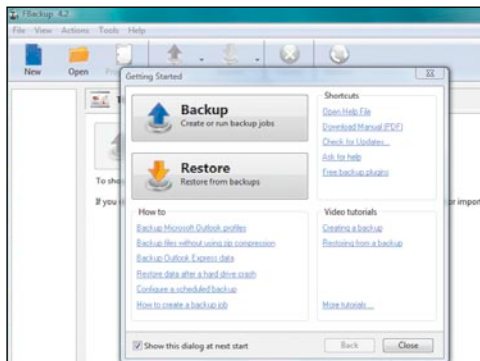 FBackup 4.2
File View Actions Tools Help
New Open
Getting Started
Backup
Create or run backup jobs
Restore
Restore from backups
Shortcuts
Open Help File
Download Manual (PDF)
Check for Updates...
Ask for help
Free backup plugins
To
If you
or impor
How to
Backup Microsoft Outlook profiles
Backup files without using zip compression
Backup Outlook Express data
Restore data after a hard drive crash
Configure a scheduled backup
How to create a backup job
Video tutorials
Creating a backup
Restoring from a backup
More tutorials...
Show this dialog at next start
Back Close